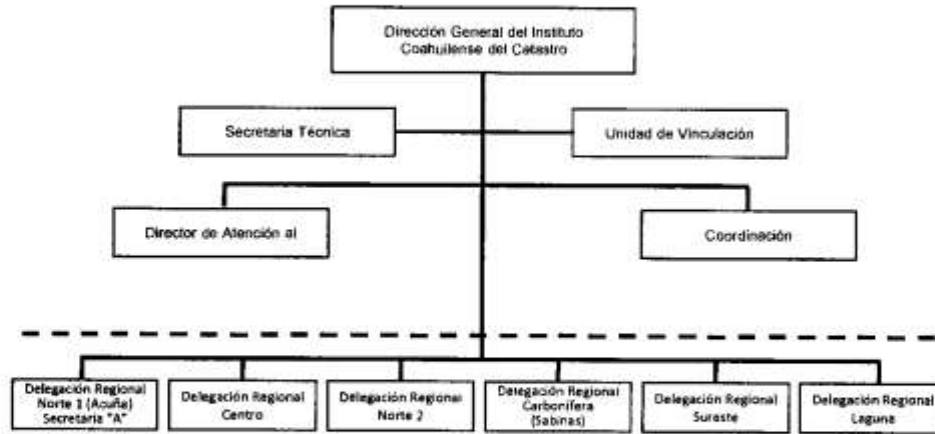 Dirección General del Instituto
Coahuilense del Catastro
Secretaria Técnica
Unidad de Vinculación
Director de Atención al
Coordinación
Delegación Regional
Norte 1 (Acuña)
Secretaria "A"
Delegación Regional
Centro
Delegación Regional
Norte 2
Delegación Regional
Carbonífera
(Sabinas)
Delegación Regional
Sureste
Delegación Regional
Laguna